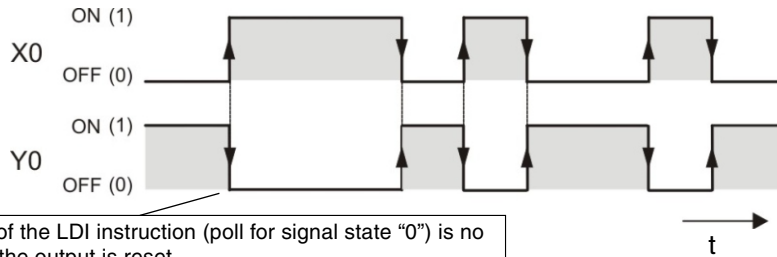 ON (1)
X0
OFF (0)
ON (1)
Y0
OFF (0)
of the LDI instruction (poll for signal state “0”) is no
the output is reset.
t